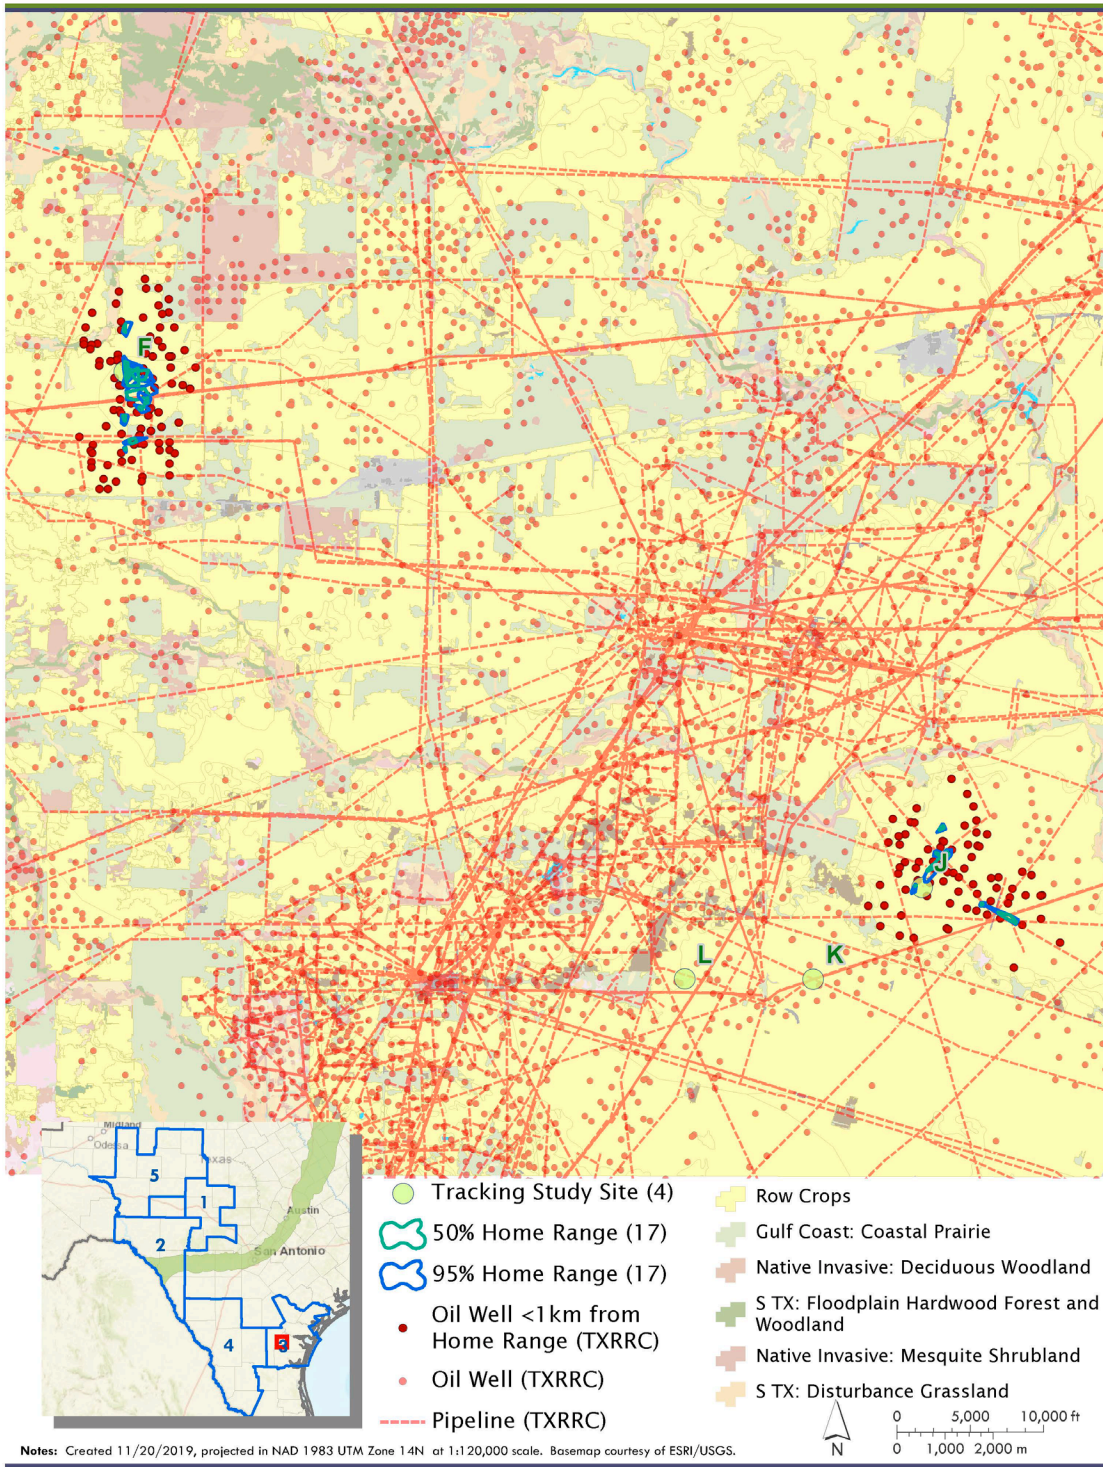 F
J
L
K
Midland
Odessa
Texas
5
1
Austin
2
San Antonio
4
3
Tracking Study Site (4)
50% Home Range (17)
95% Home Range (17)
Oil Well <1km from
Home Range (TXRRC)
Oil Well (TXRRC)
Pipeline (TXRRC)
Row Crops
Gulf Coast: Coastal Prairie
Native Invasive: Deciduous Woodland
S TX: Floodplain Hardwood Forest and
Woodland
Native Invasive: Mesquite Shrubland
S TX: Disturbance Grassland
N
0 5,000 10,000 ft
0 1,000 2,000 m
Notes: Created 11/20/2019, projected in NAD 1983 UTM Zone 14N at 1:120,000 scale. Basemap courtesy of ESRI/USGS.